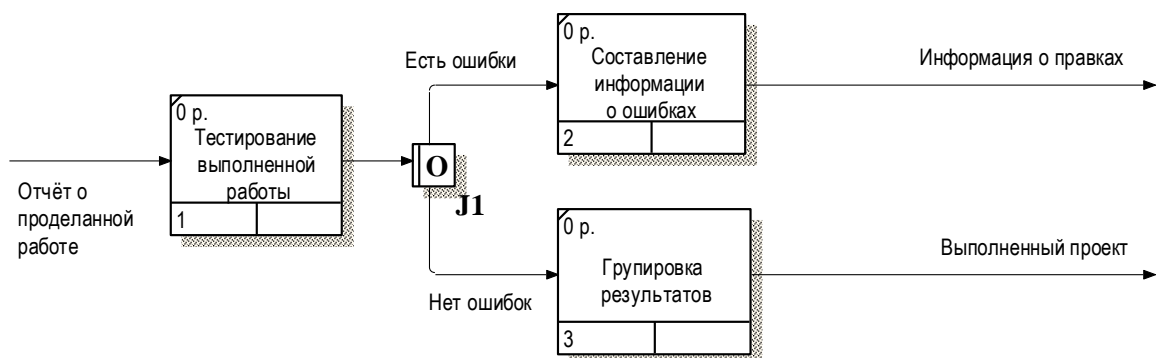 0 р.
Составление
информации
о ошибках
2
Есть ошибки
Информация о правках
0 р.
Тестирование
выполненной
работы
1
Отчёт о
проделанной
работе
O
J1
0 р.
Групировка
результатов
3
Нет ошибок
Выполненный проект